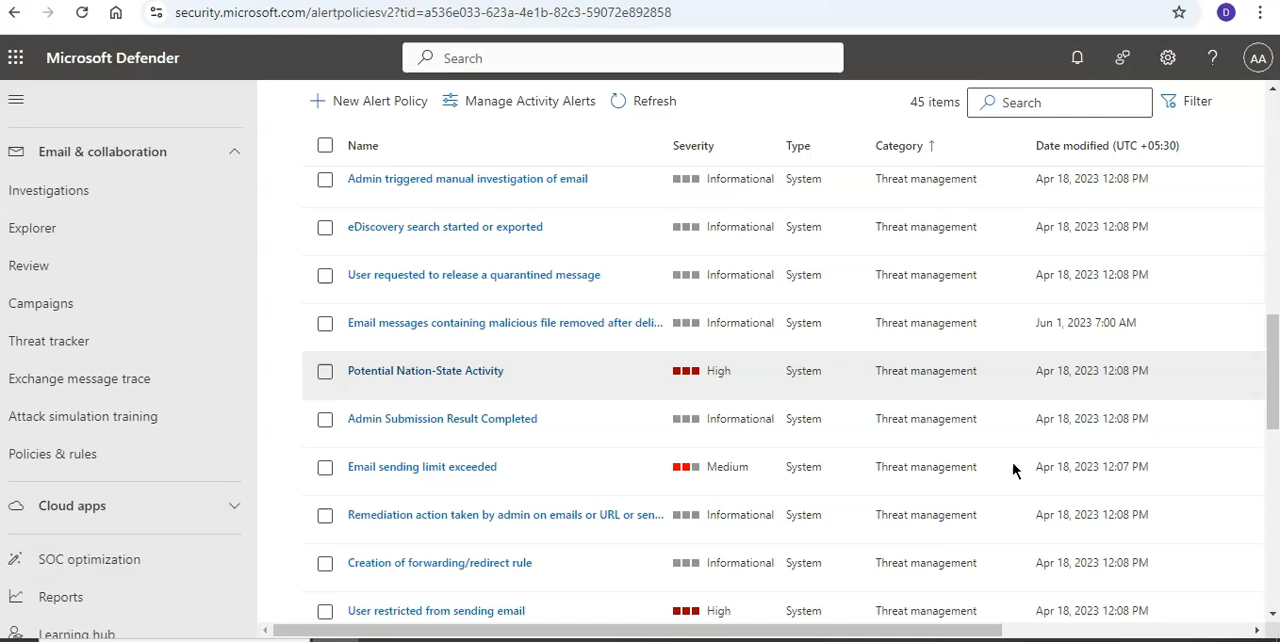 security.microsoft.com/alertpoliciesv2?tid=a536e033-623a-4e1b-82c3-59072e892858
D
Microsoft Defender
Search
AA
Email & collaboration
Investigations
Explorer
Review
Campaigns
Threat tracker
Exchange message trace
Attack simulation training
Policies & rules
Cloud apps
SOC optimization
Reports
Learning hub
New Alert Policy Manage Activity Alerts Refresh 45 items Search Filter
Name Severity Type Category ↑ Date modified (UTC +05:30)
Admin triggered manual investigation of email Informational System Threat management Apr 18, 2023 12:08 PM
eDiscovery search started or exported Informational System Threat management Apr 18, 2023 12:08 PM
User requested to release a quarantined message Informational System Threat management Apr 18, 2023 12:08 PM
Email messages containing malicious file removed after deli... Informational System Threat management Jun 1, 2023 7:00 AM
Potential Nation-State Activity High System Threat management Apr 18, 2023 12:08 PM
Admin Submission Result Completed Informational System Threat management Apr 18, 2023 12:08 PM
Email sending limit exceeded Medium System Threat management Apr 18, 2023 12:07 PM
Remediation action taken by admin on emails or URL or sen... Informational System Threat management Apr 18, 2023 12:08 PM
Creation of forwarding/redirect rule Informational System Threat management Apr 18, 2023 12:08 PM
User restricted from sending email High System Threat management Apr 18, 2023 12:08 PM